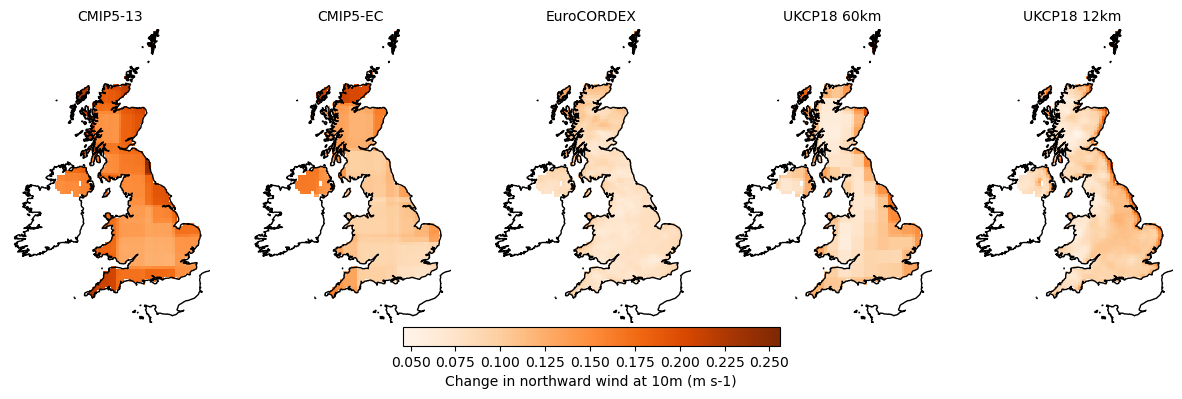 CMIP5-13 CMIP5-EC EuroCORDEX UKCP18 60km UKCP18 12km
0.050 0.075 0.100 0.125 0.150 0.175 0.200 0.225 0.250
Change in northward wind at 10m (m s-1)